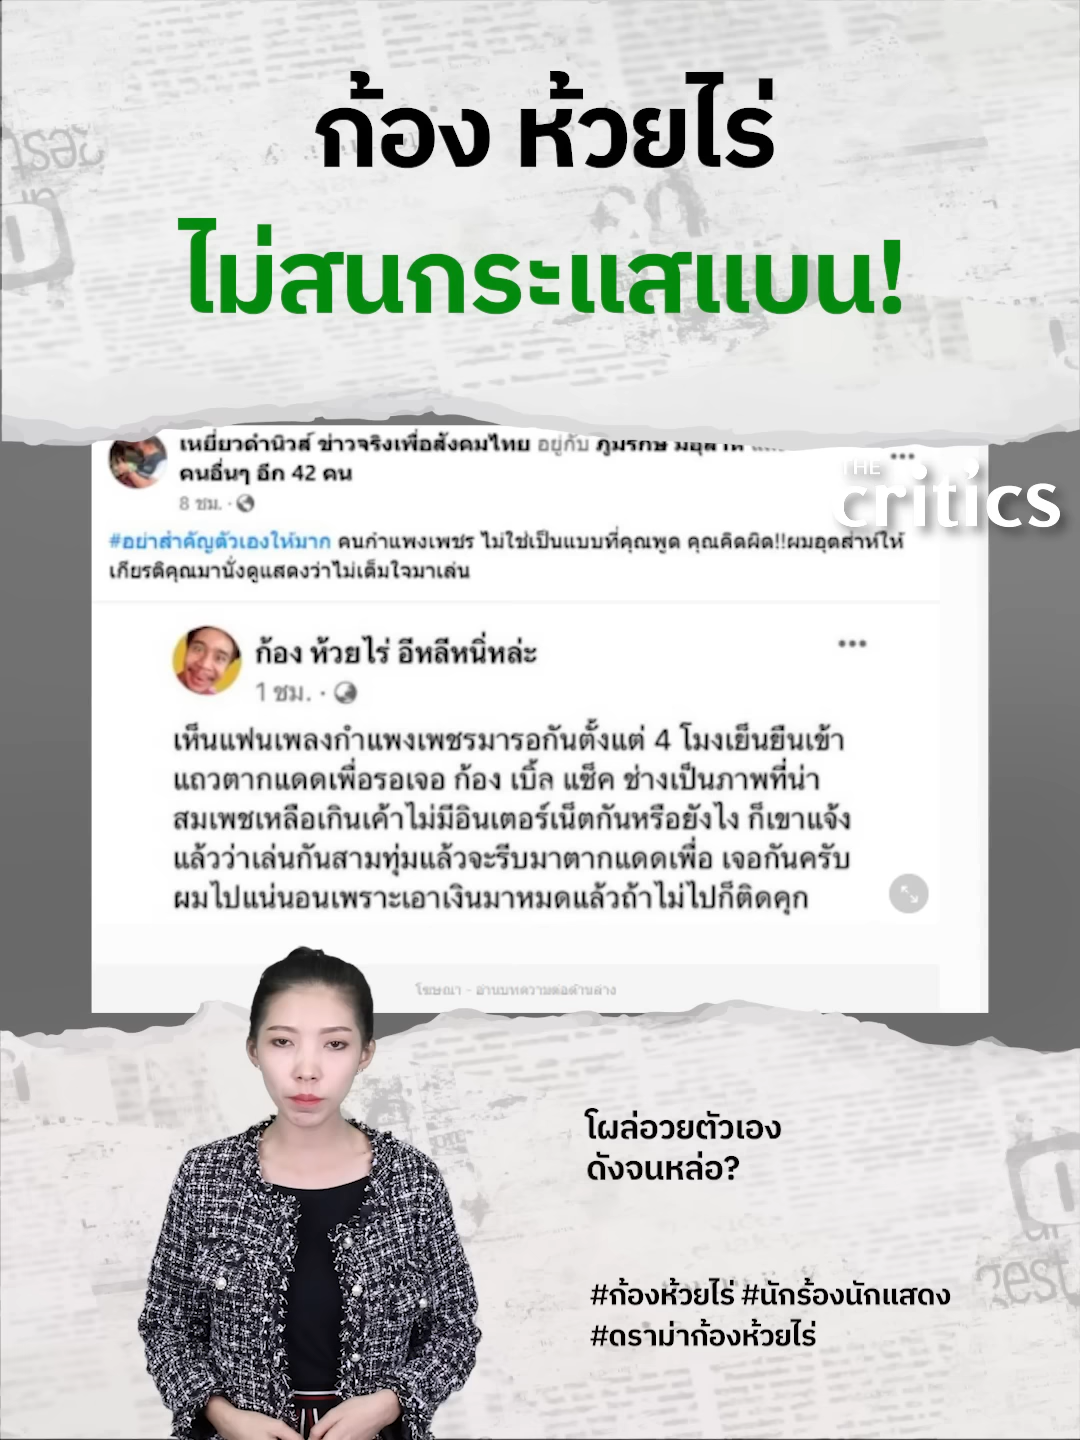 ก้อง ห้วยไร่
ไม่สนกระแสแบน!
เหยี่ยวดำนิวส์ ข่าวจริงเพื่อสังคมไทย อยู่กับ
คนอื่นๆ อีก 42 คน
8 ชม. ·
THE
critics
#อย่าสำคัญตัวเองให้มาก คนกำแพงเพชร ไม่ใช่เป็นแบบที่คุณพูด คุณคิดผิด!!ผมอุตส่าห์ให้
เกียรติคุณมานั่งดูแสดงว่าไม่เต็มใจมาเล่น
ก้อง ห้วยไร่ อีหลีหนิ่หล่ะ
1 ชม. ·
เห็นแฟนเพลงกำแพงเพชรมารอกันตั้งแต่ 4 โมงเย็นยืนเข้า
แถวตากแดดเพื่อรอเจอ ก้อง เบิ้ล แซ็ค ช่างเป็นภาพที่น่า
สมเพชเหลือเกินเค้าไม่มีอินเตอร์เน็ตกันหรือยังไง ก็เขาแจ้ง
แล้วว่าเล่นกันสามทุ่มแล้วจะรีบมาตากแดดเพื่อ เจอกันครับ
ผมไปแน่นอนเพราะเอาเงินมาหมดแล้วถ้าไม่ไปก็ติดคุก
โฆษณา - อ่านบทความต่อด้านล่าง
โผล่อวยตัวเอง
ดังจนหล่อ?
#ก้องห้วยไร่ #นักร้องนักแสดง
#ดราม่าก้องห้วยไร่